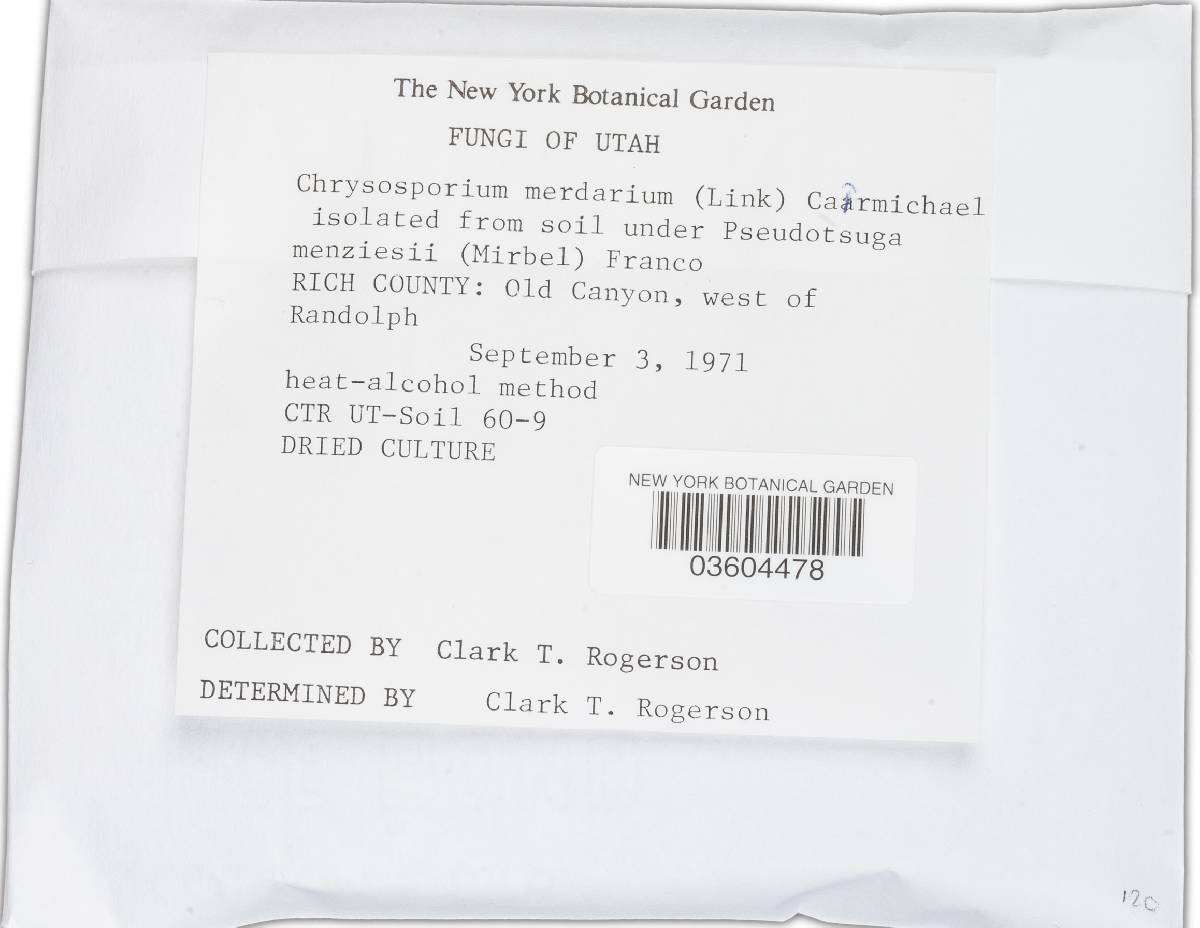 The New York Botanical Garden
FUNGI OF UTAH
Chrysosporium merdarium (Link) Caarmichael
isolated from soil under Pseudotsuga
menziesii (Mirbel) Franco
RICH COUNTY: Old Canyon, west of
Randolph
September 3, 1971
heat-alcohol method
CTR UT-Soil 60-9
DRIED CULTURE
NEW YORK BOTANICAL GARDEN
03604478
COLLECTED BY Clark T. Rogerson
DETERMINED BY Clark T. Rogerson
120